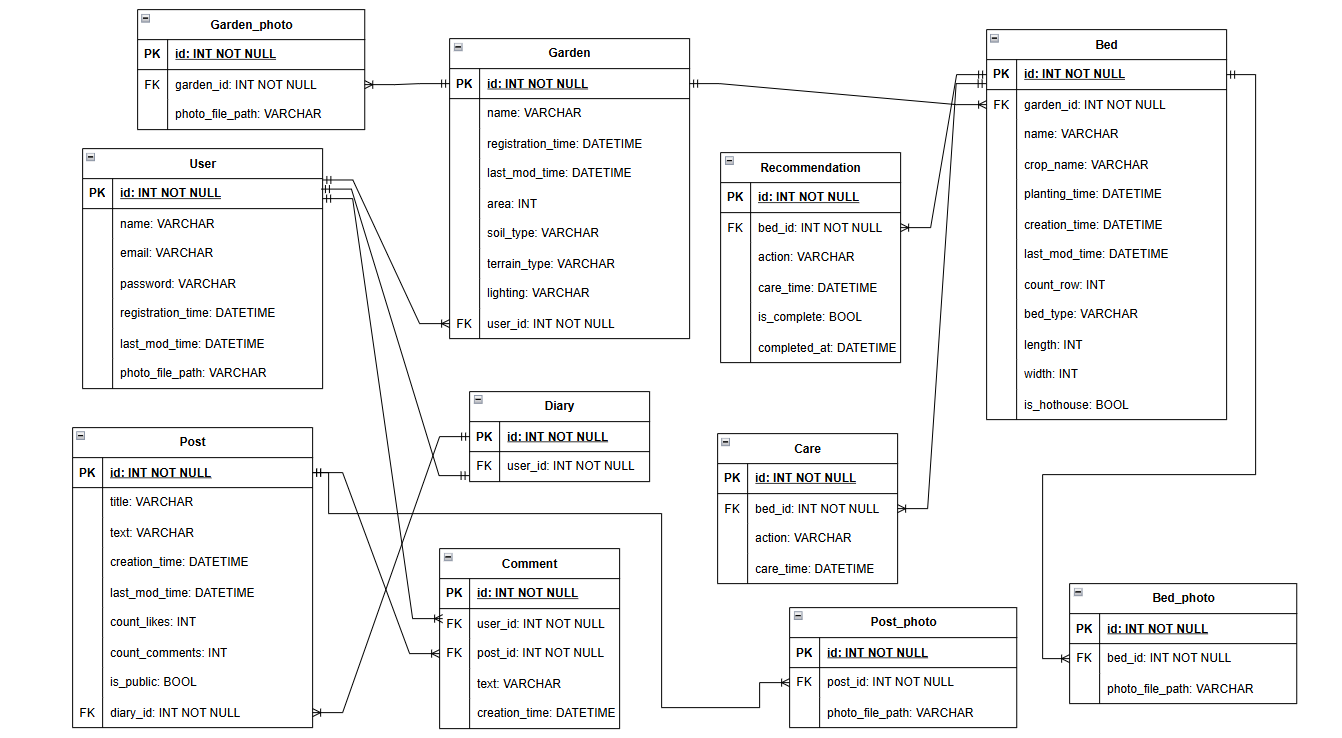 Garden_photo
PK id: INT NOT NULL
FK garden_id: INT NOT NULL
photo_file_path: VARCHAR
Garden
PK id: INT NOT NULL
name: VARCHAR
registration_time: DATETIME
last_mod_time: DATETIME
area: INT
soil_type: VARCHAR
terrain_type: VARCHAR
lighting: VARCHAR
FK user_id: INT NOT NULL
Bed
PK id: INT NOT NULL
FK garden_id: INT NOT NULL
name: VARCHAR
crop_name: VARCHAR
planting_time: DATETIME
creation_time: DATETIME
last_mod_time: DATETIME
count_row: INT
bed_type: VARCHAR
length: INT
width: INT
is_hothouse: BOOL
User
PK id: INT NOT NULL
name: VARCHAR
email: VARCHAR
password: VARCHAR
registration_time: DATETIME
last_mod_time: DATETIME
photo_file_path: VARCHAR
Recommendation
PK id: INT NOT NULL
FK bed_id: INT NOT NULL
action: VARCHAR
care_time: DATETIME
is_complete: BOOL
completed_at: DATETIME
Diary
PK id: INT NOT NULL
FK user_id: INT NOT NULL
Post
PK id: INT NOT NULL
title: VARCHAR
text: VARCHAR
creation_time: DATETIME
last_mod_time: DATETIME
count_likes: INT
count_comments: INT
is_public: BOOL
FK diary_id: INT NOT NULL
Care
PK id: INT NOT NULL
FK bed_id: INT NOT NULL
action: VARCHAR
care_time: DATETIME
Comment
PK id: INT NOT NULL
FK user_id: INT NOT NULL
FK post_id: INT NOT NULL
text: VARCHAR
creation_time: DATETIME
Post_photo
PK id: INT NOT NULL
FK post_id: INT NOT NULL
photo_file_path: VARCHAR
Bed_photo
PK id: INT NOT NULL
FK bed_id: INT NOT NULL
photo_file_path: VARCHAR